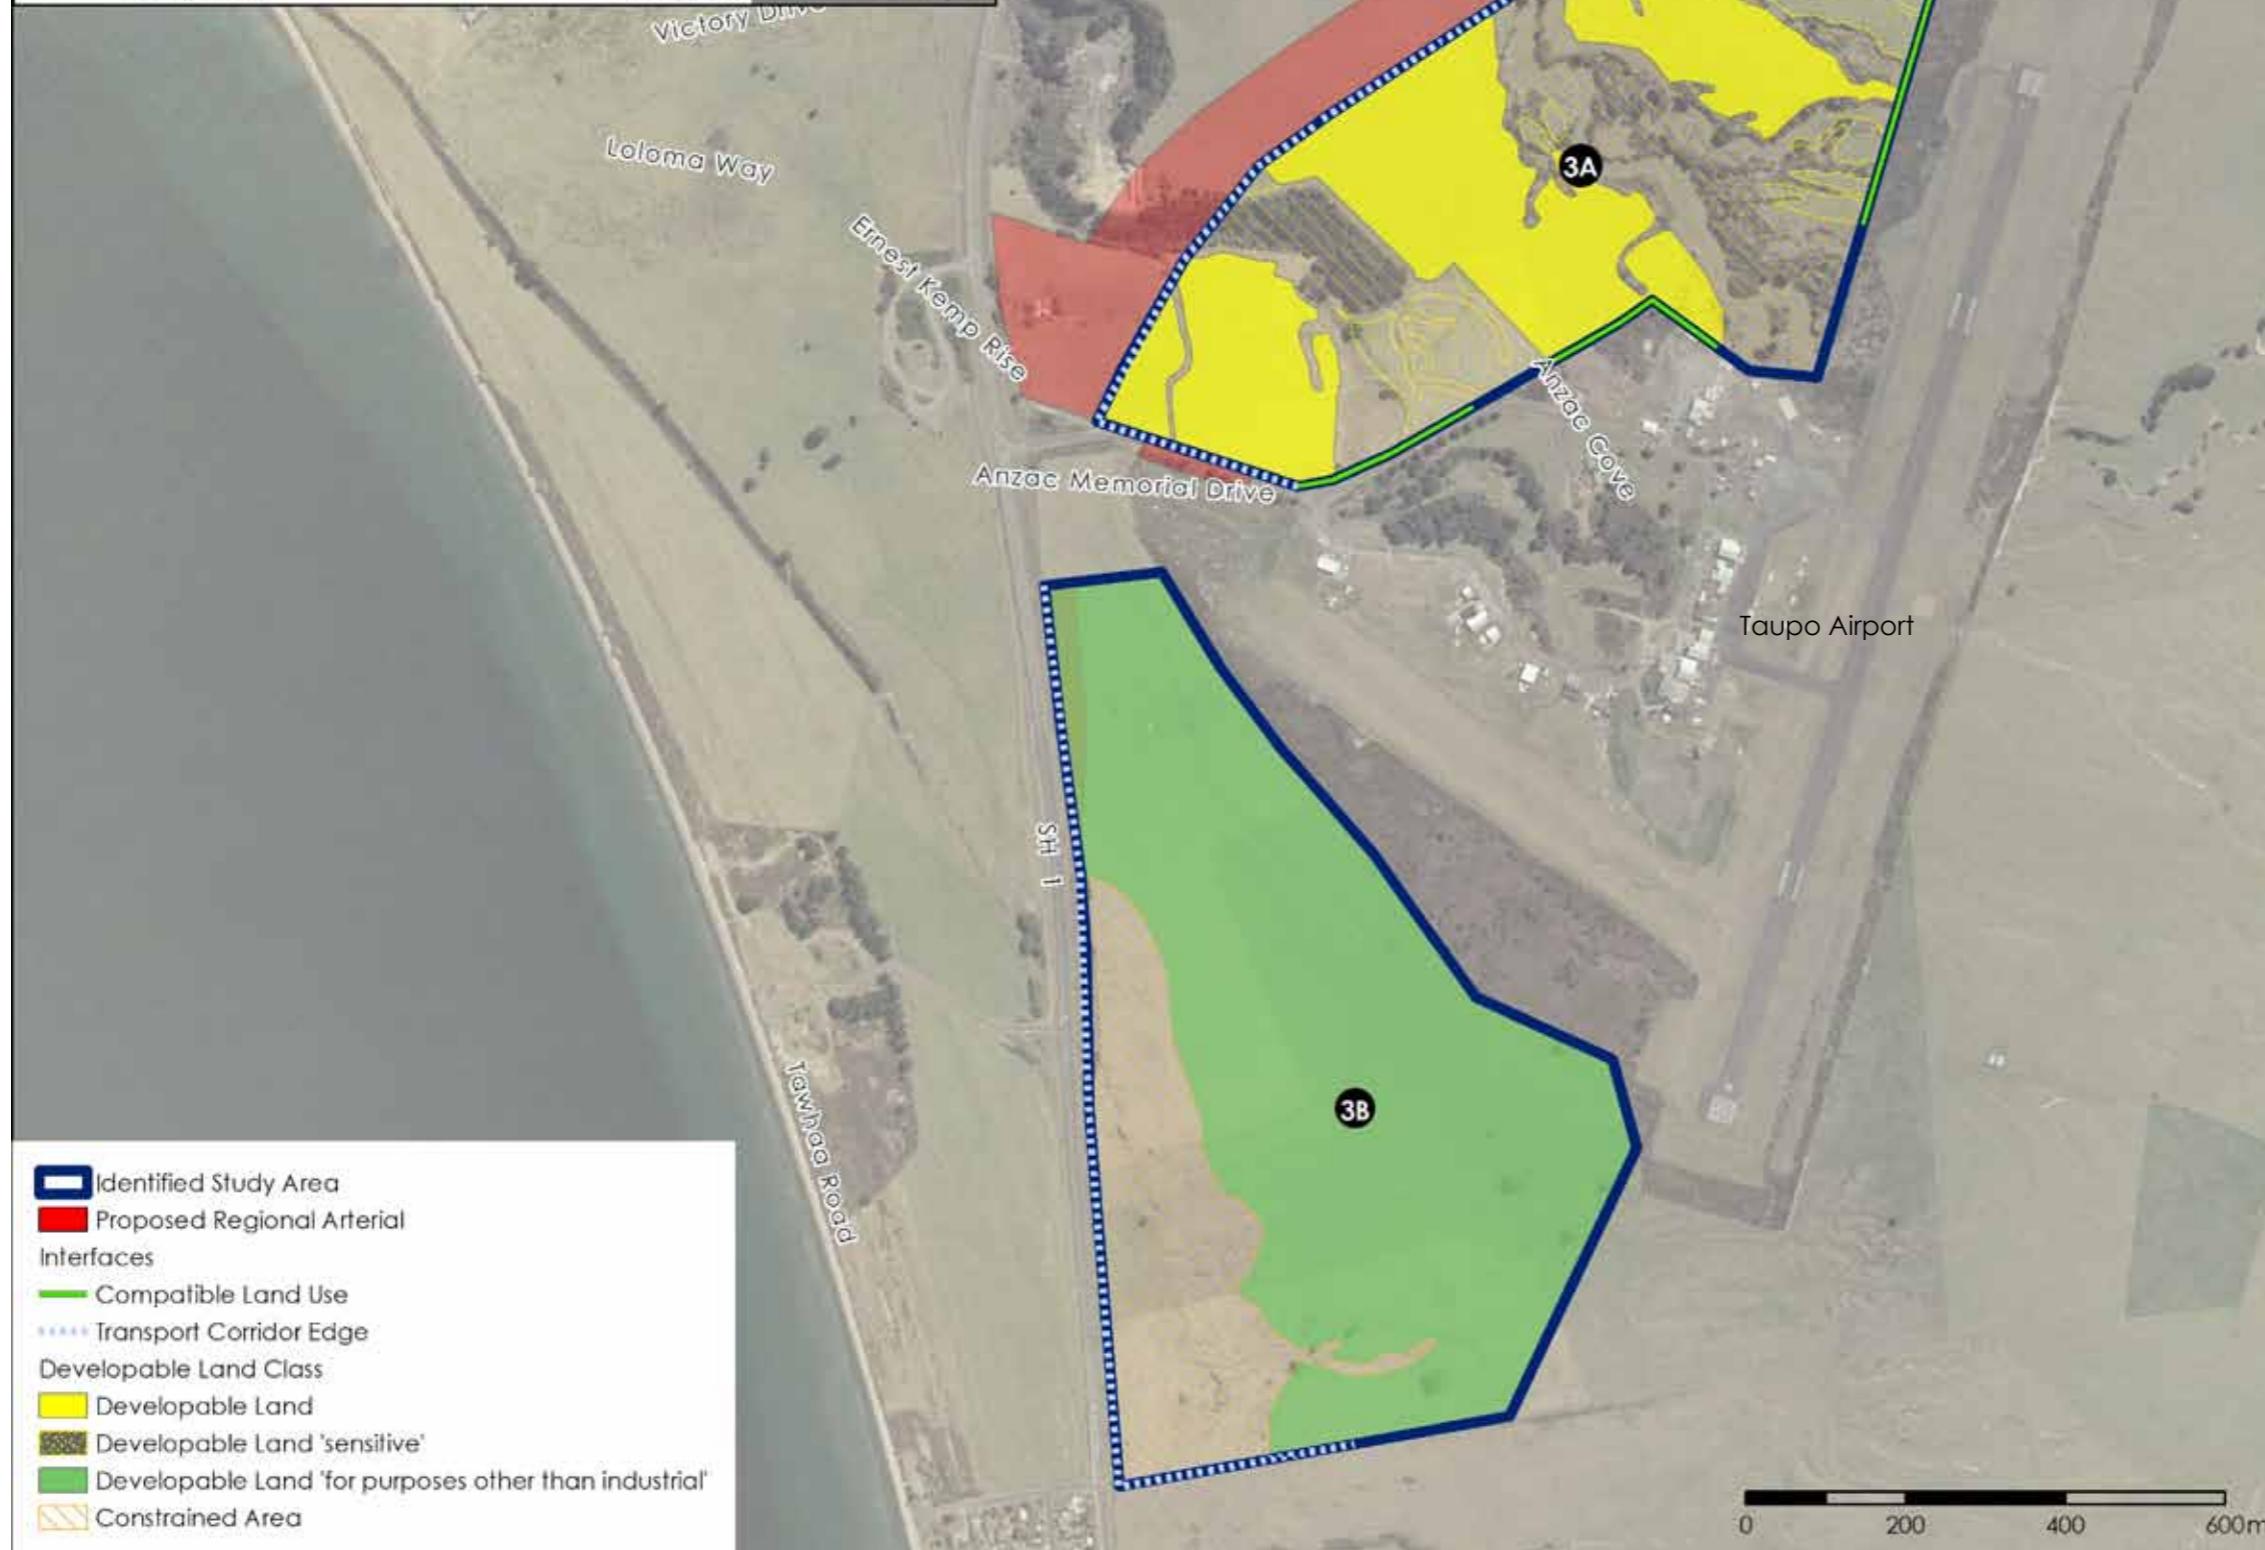 Victory Drive
Loloma Way
Ernest Kemp Rise
3A
Anzac Cove
Anzac Memorial Drive
Taupo Airport
SH 1
3B
Tawhaa Road
Identified Study Area
Proposed Regional Arterial
Interfaces
Compatible Land Use
Transport Corridor Edge
Developable Land Class
Developable Land
Developable Land 'sensitive'
Developable Land 'for purposes other than industrial'
Constrained Area
0 200 400 600m